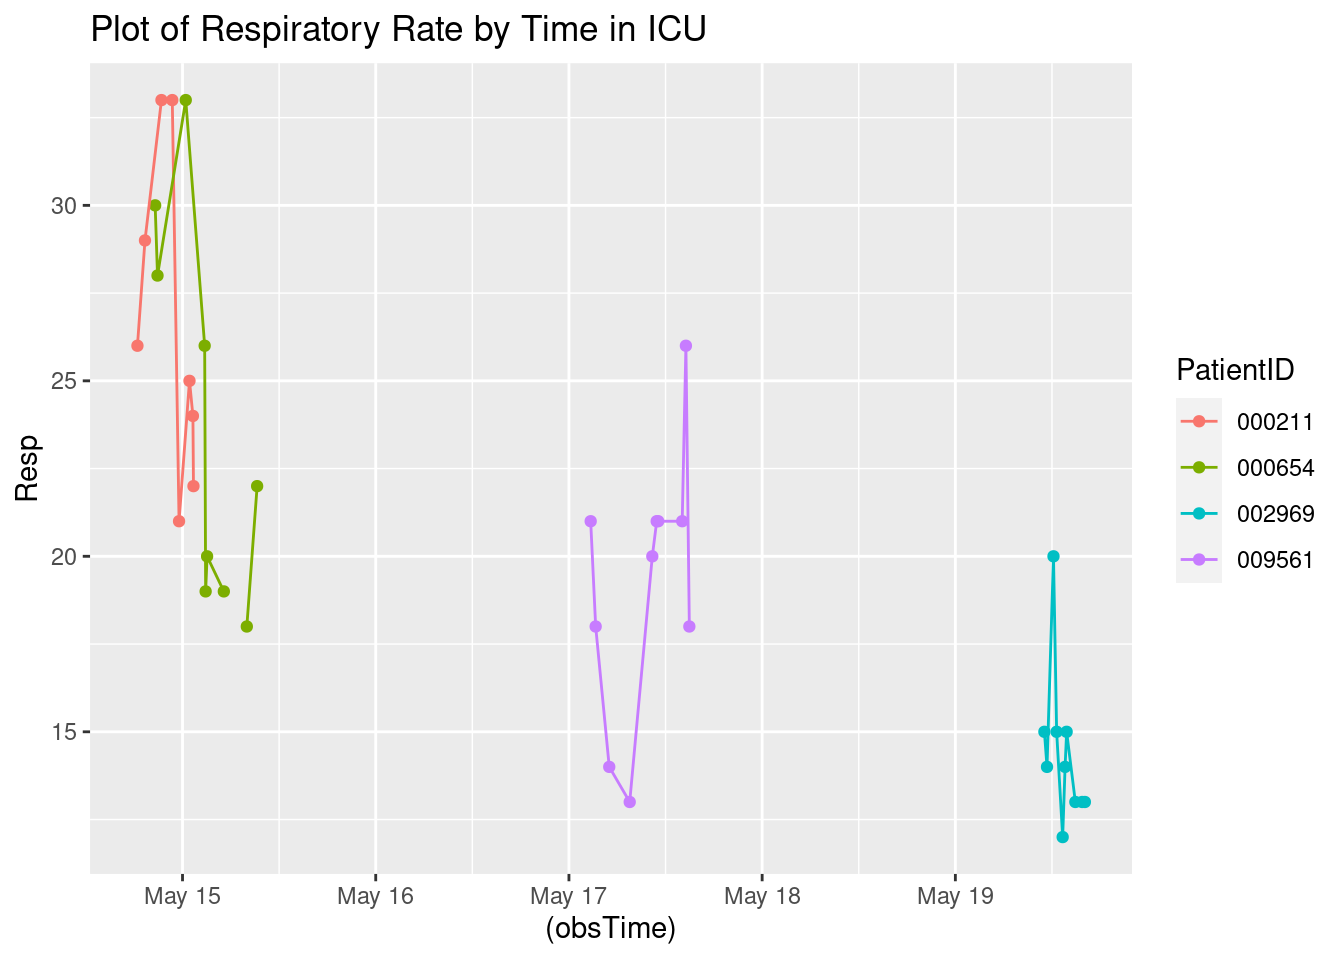 Plot of Respiratory Rate by Time in ICU
30
25
20
15
Resp
May 15
May 16
May 17
May 18
May 19
(obsTime)
PatientID
000211
000654
002969
009561